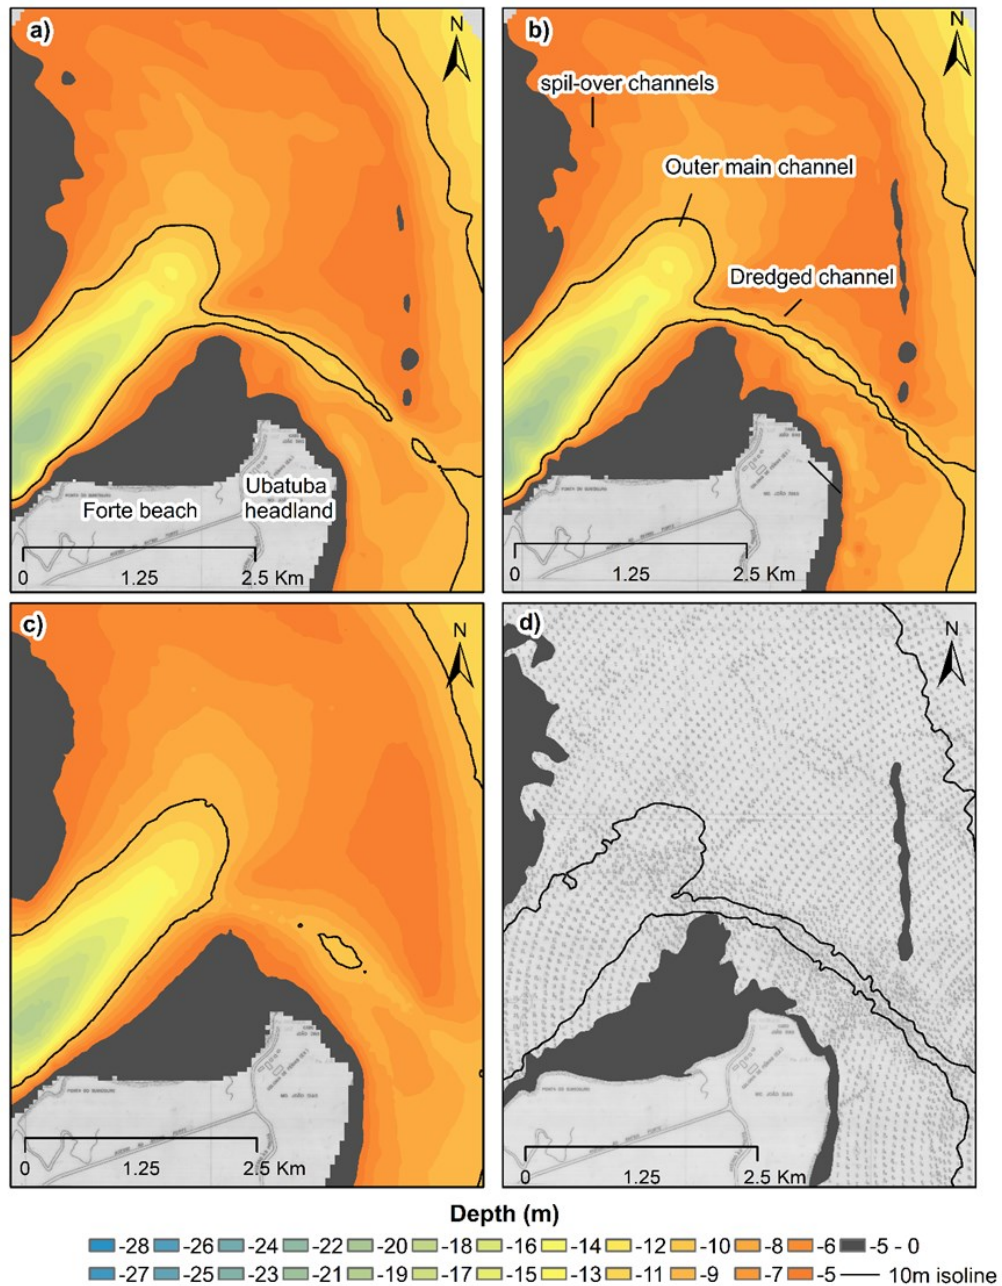 a)
N
Forte beach
Ubatuba
headland
0 1.25 2.5 Km
b)
N
spil-over channels
Outer main channel
Dredged channel
0 1.25 2.5 Km
c)
N
0 1.25 2.5 Km
d)
N
0 1.25 2.5 Km
Depth (m)
-28 -26 -24 -22 -20 -18 -16 -14 -12 -10 -8 -6 -5 - 0
-27 -25 -23 -21 -19 -17 -15 -13 -11 -9 -7 -5 10m isoline